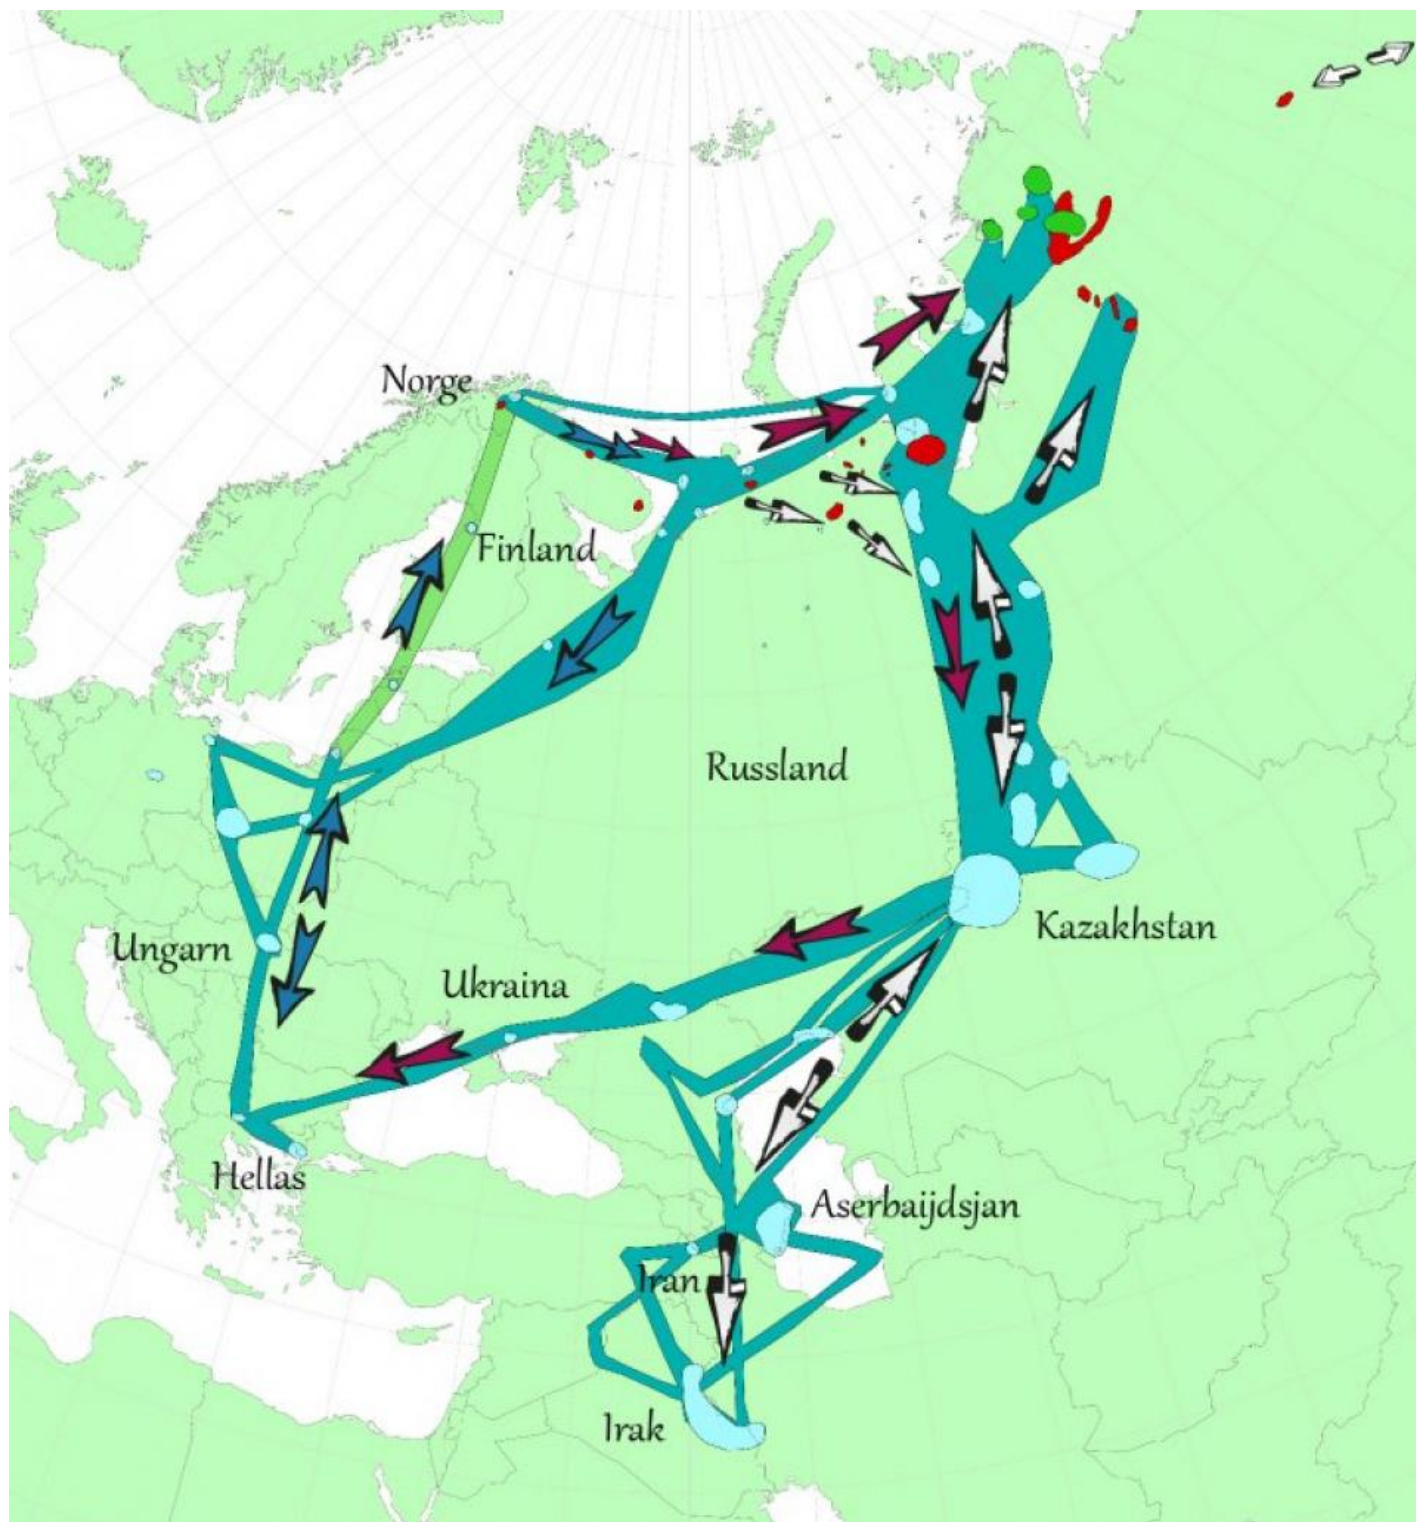 Norge
Finland
Russland
Kazakhstan
Ungarn
Ukraina
Hellas
Aserbaijdsjan
Iran
Irak